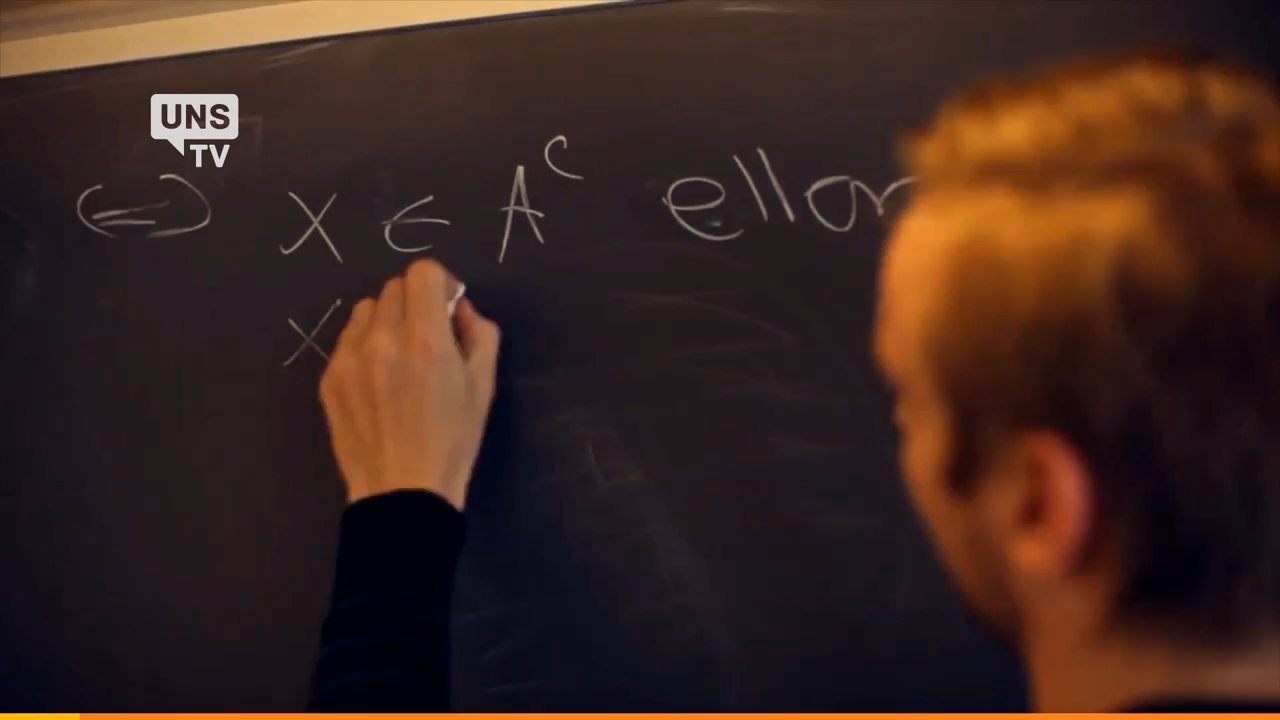 UNS
TV
(⇐) x ∈ Aᶜ eller
x